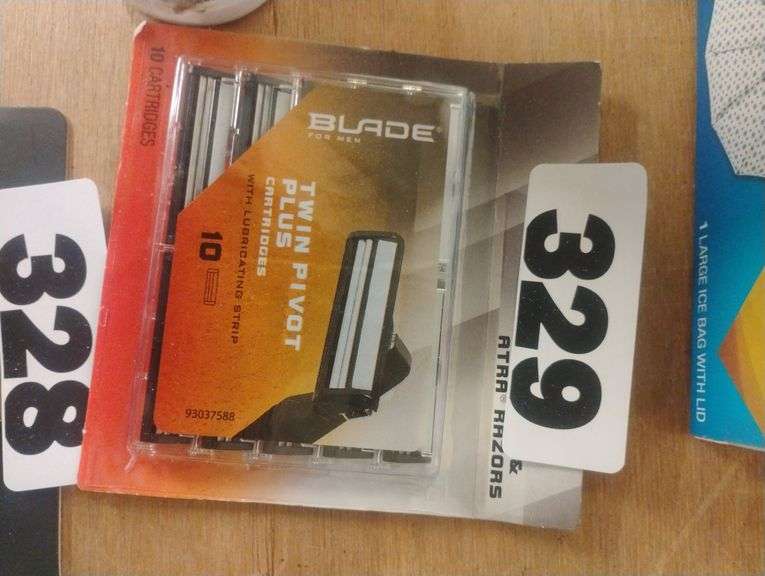 10 CARTRIDGES
BLADE®
FOR MEN
TWIN PIVOT
PLUS
CARTRIDGES
WITH LUBRICATING STRIP
10
93037588
328
329
&
ATRA® RAZORS
1 LARGE ICE BAG WITH LID